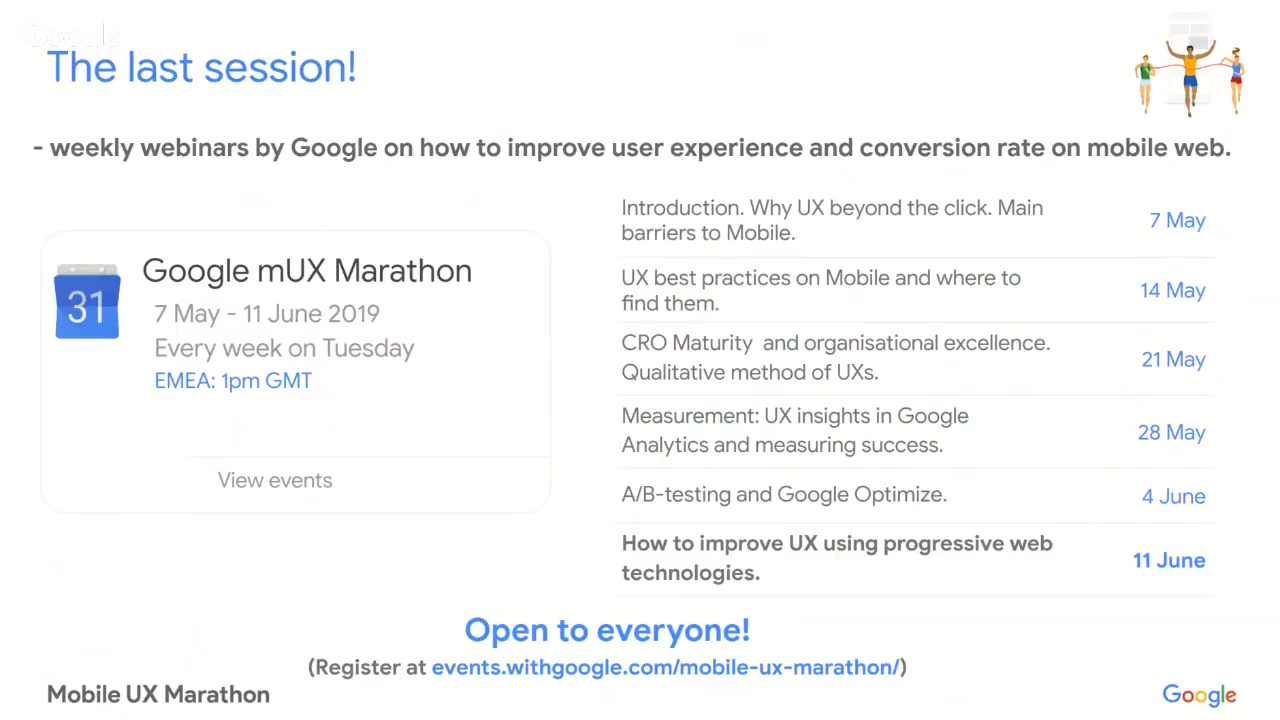 Google
The last session!
- weekly webinars by Google on how to improve user experience and conversion rate on mobile web.
31
Google mUX Marathon
7 May - 11 June 2019
Every week on Tuesday
EMEA: 1pm GMT
View events
Introduction. Why UX beyond the click. Main
barriers to Mobile.
7 May
UX best practices on Mobile and where to
find them.
14 May
CRO Maturity and organisational excellence.
Qualitative method of UXs.
21 May
Measurement: UX insights in Google
Analytics and measuring success.
28 May
A/B-testing and Google Optimize.
4 June
How to improve UX using progressive web
technologies.
11 June
Open to everyone!
(Register at events.withgoogle.com/mobile-ux-marathon/)
Mobile UX Marathon
Google